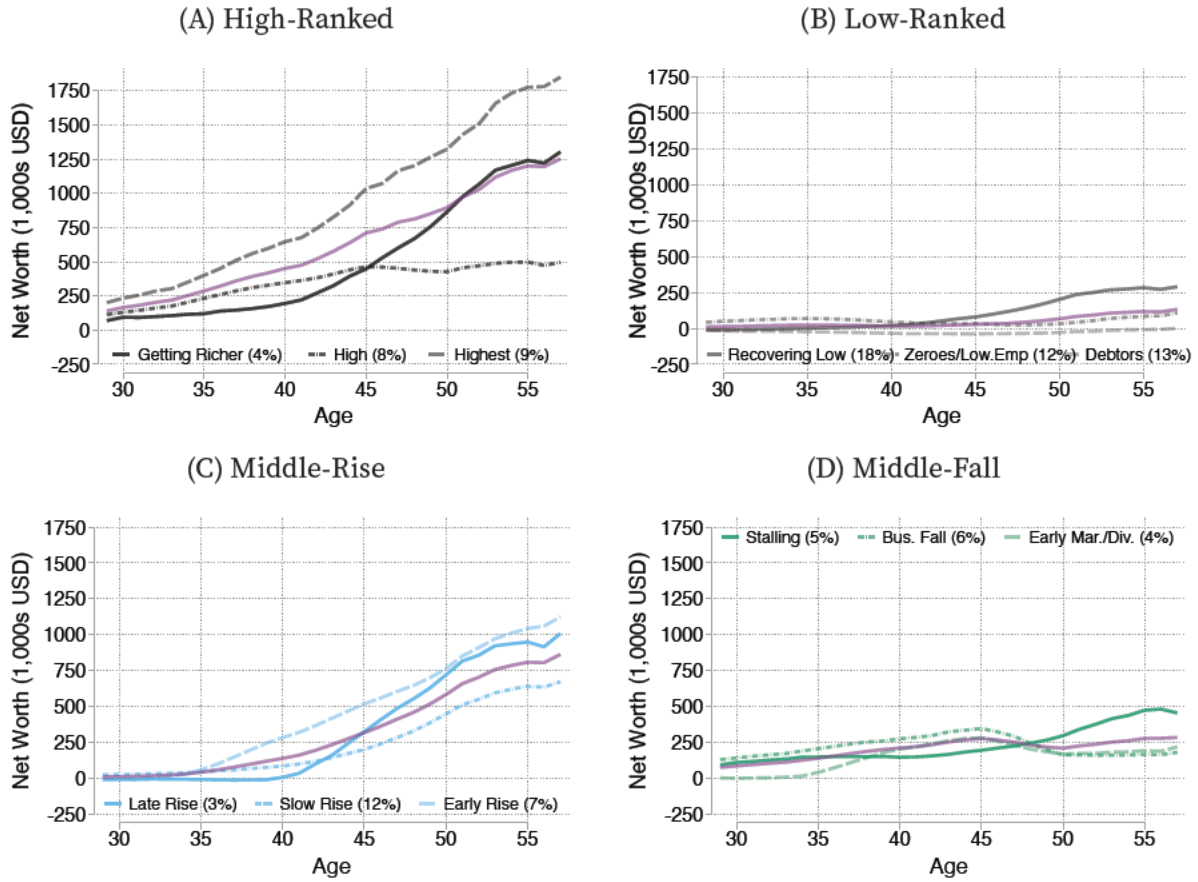 (A) High-Ranked
Net Worth (1,000s USD)
1750
1500
1250
1000
750
500
250
0
-250
Getting Richer (4%) High (8%) Highest (9%)
30 35 40 45 50 55
Age
(B) Low-Ranked
Net Worth (1,000s USD)
1750
1500
1250
1000
750
500
250
0
-250
Recovering Low (18%) Zeroes/Low.Emp (12%) Debtors (13%)
30 35 40 45 50 55
Age
(C) Middle-Rise
Net Worth (1,000s USD)
1750
1500
1250
1000
750
500
250
0
-250
Late Rise (3%) Slow Rise (12%) Early Rise (7%)
30 35 40 45 50 55
Age
(D) Middle-Fall
Net Worth (1,000s USD)
1750
1500
1250
1000
750
500
250
0
-250
Stalling (5%) Bus. Fall (6%) Early Mar./Div. (4%)
30 35 40 45 50 55
Age